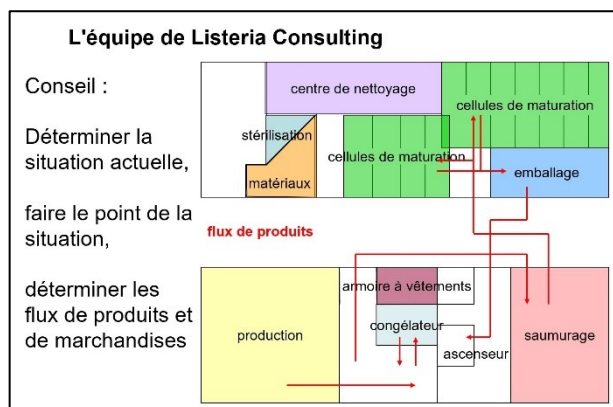 L'équipe de Listeria Consulting
Conseil :
Déterminer la
situation actuelle,
faire le point de la
situation,
déterminer les
flux de produits et
de marchandises
centre de nettoyage
cellules de maturation
stérilisation
cellules de maturation
matériaux
emballage
flux de produits
armoire à vêtements
production
congélateur
ascenseur
saumurage